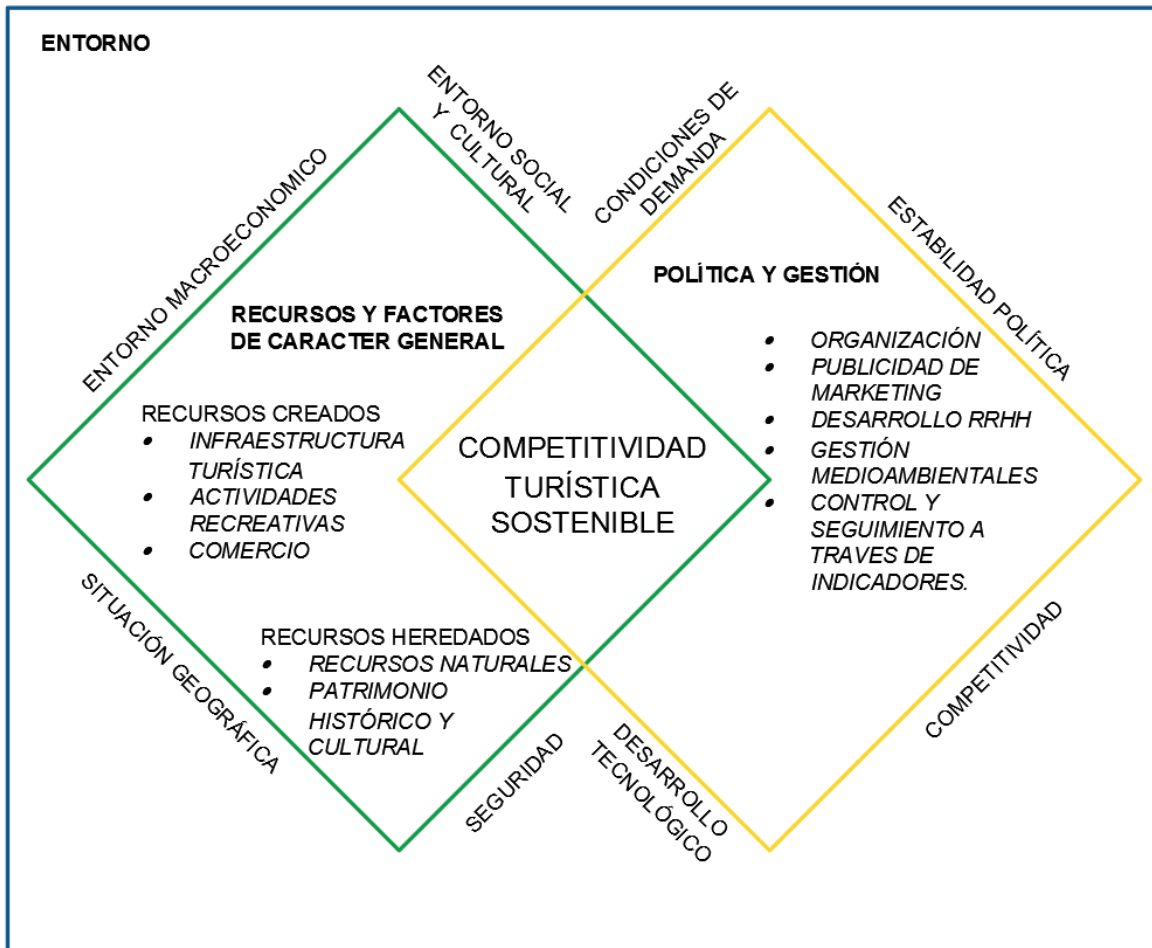 ENTORNO
ENTORNO MACROECONOMICO
ENTORNO SOCIAL
Y CULTURAL
CONDICIONES DE
DEMANDA
ESTABILIDAD POLÍTICA
RECURSOS Y FACTORES
DE CARACTER GENERAL
RECURSOS CREADOS
• INFRAESTRUCTURA
TURÍSTICA
• ACTIVIDADES
RECREATIVAS
• COMERCIO
RECURSOS HEREDADOS
• RECURSOS NATURALES
• PATRIMONIO
HISTÓRICO Y
CULTURAL
COMPETITIVIDAD
TURÍSTICA
SOSTENIBLE
POLÍTICA Y GESTIÓN
• ORGANIZACIÓN
• PUBLICIDAD DE
MARKETING
• DESARROLLO RRHH
• GESTIÓN
MEDIOAMBIENTALES
• CONTROL Y
SEGUIMIENTO A
TRAVES DE
INDICADORES.
SITUACIÓN GEOGRÁFICA
SEGURIDAD
DESARROLLO
TECNOLÓGICO
COMPETITIVIDAD